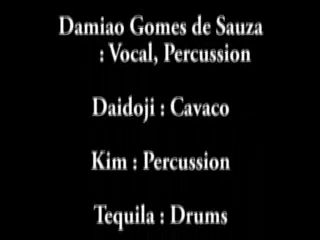 Damiao Gomes de Sauza
: Vocal, Percussion
Daidoji : Cavaco
Kim : Percussion
Tequila : Drums